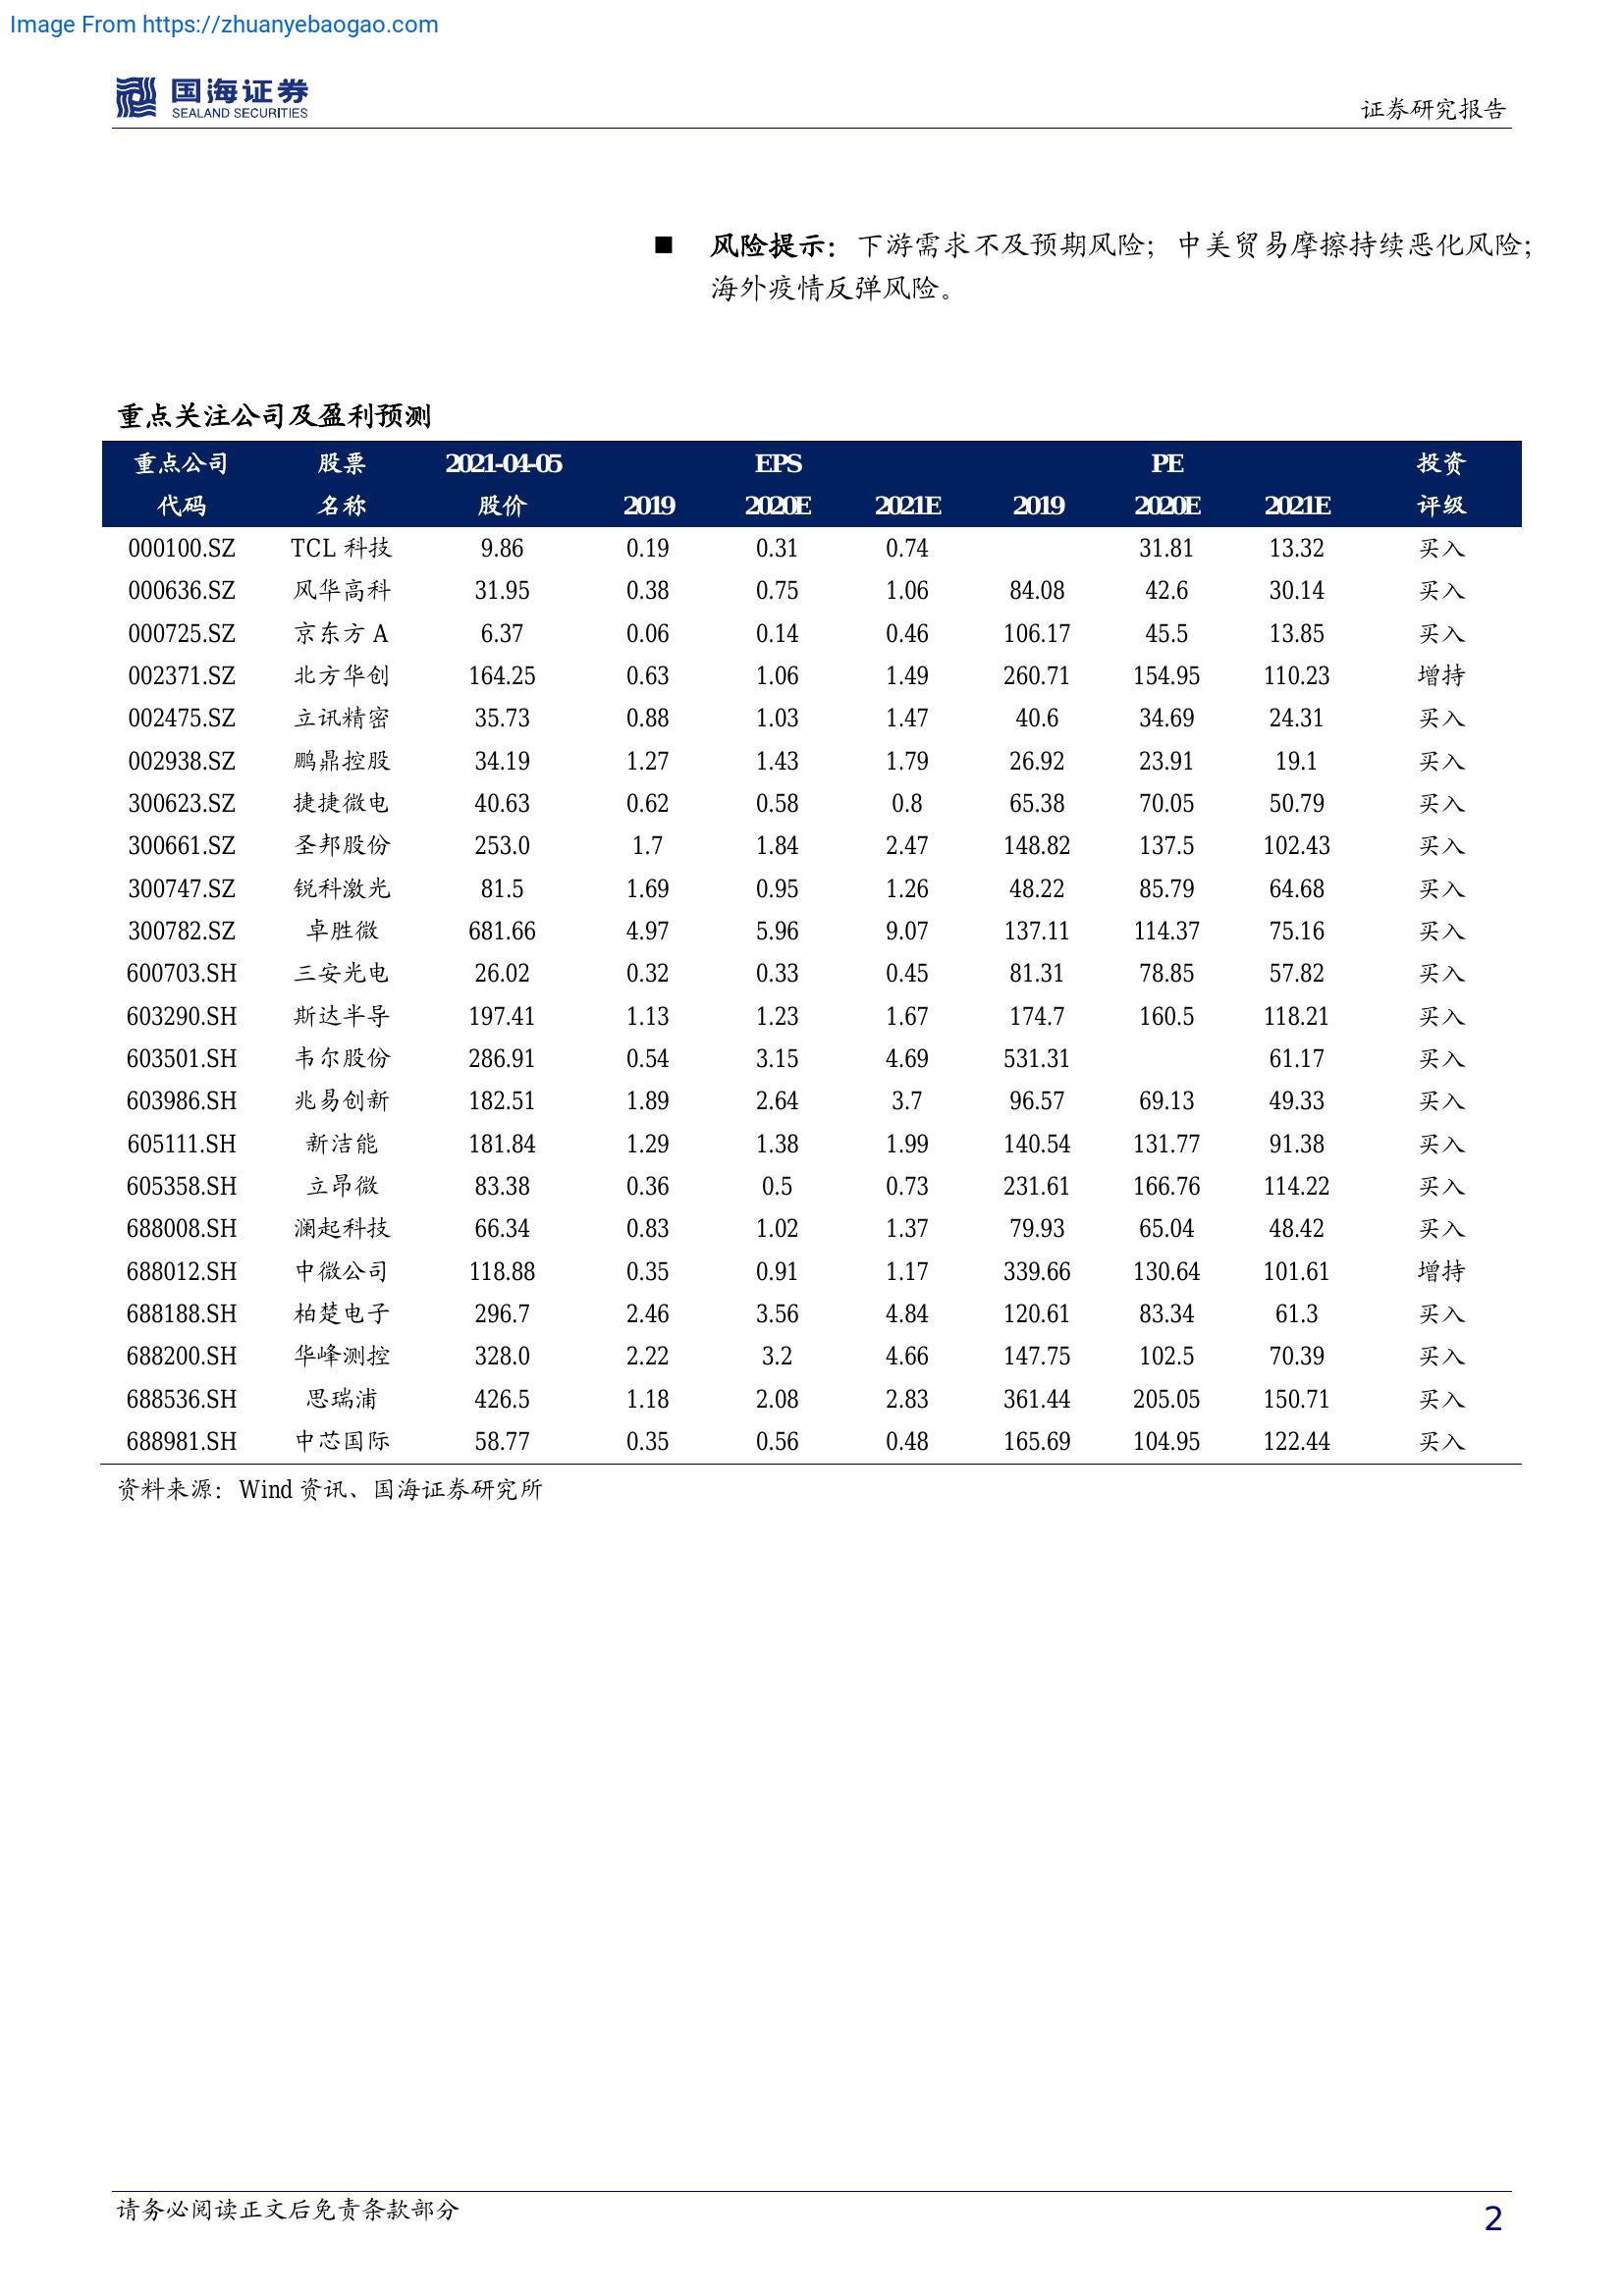 Image From https://zhuanyebaogao.com
国海证券
SEALAND SECURITIES
证券研究报告
■ 风险提示：下游需求不及预期风险；中美贸易摩擦持续恶化风险；
海外疫情反弹风险。
重点关注公司及盈利预测
重点公司 股票 2021-04-05 EPS PE 投资
代码 名称 股价 2019 2020E 2021E 2019 2020E 2021E 评级
000100.SZ TCL 科技 9.86 0.19 0.31 0.74 31.81 13.32 买入
000636.SZ 风华高科 31.95 0.38 0.75 1.06 84.08 42.6 30.14 买入
000725.SZ 京东方 A 6.37 0.06 0.14 0.46 106.17 45.5 13.85 买入
002371.SZ 北方华创 164.25 0.63 1.06 1.49 260.71 154.95 110.23 增持
002475.SZ 立讯精密 35.73 0.88 1.03 1.47 40.6 34.69 24.31 买入
002938.SZ 鹏鼎控股 34.19 1.27 1.43 1.79 26.92 23.91 19.1 买入
300623.SZ 捷捷微电 40.63 0.62 0.58 0.8 65.38 70.05 50.79 买入
300661.SZ 圣邦股份 253.0 1.7 1.84 2.47 148.82 137.5 102.43 买入
300747.SZ 锐科激光 81.5 1.69 0.95 1.26 48.22 85.79 64.68 买入
300782.SZ 卓胜微 681.66 4.97 5.96 9.07 137.11 114.37 75.16 买入
600703.SH 三安光电 26.02 0.32 0.33 0.45 81.31 78.85 57.82 买入
603290.SH 斯达半导 197.41 1.13 1.23 1.67 174.7 160.5 118.21 买入
603501.SH 韦尔股份 286.91 0.54 3.15 4.69 531.31 61.17 买入
603986.SH 兆易创新 182.51 1.89 2.64 3.7 96.57 69.13 49.33 买入
605111.SH 新洁能 181.84 1.29 1.38 1.99 140.54 131.77 91.38 买入
605358.SH 立昂微 83.38 0.36 0.5 0.73 231.61 166.76 114.22 买入
688008.SH 澜起科技 66.34 0.83 1.02 1.37 79.93 65.04 48.42 买入
688012.SH 中微公司 118.88 0.35 0.91 1.17 339.66 130.64 101.61 增持
688188.SH 柏楚电子 296.7 2.46 3.56 4.84 120.61 83.34 61.3 买入
688200.SH 华峰测控 328.0 2.22 3.2 4.66 147.75 102.5 70.39 买入
688536.SH 思瑞浦 426.5 1.18 2.08 2.83 361.44 205.05 150.71 买入
688981.SH 中芯国际 58.77 0.35 0.56 0.48 165.69 104.95 122.44 买入
资料来源：Wind 资讯、国海证券研究所
请务必阅读正文后免责条款部分
2